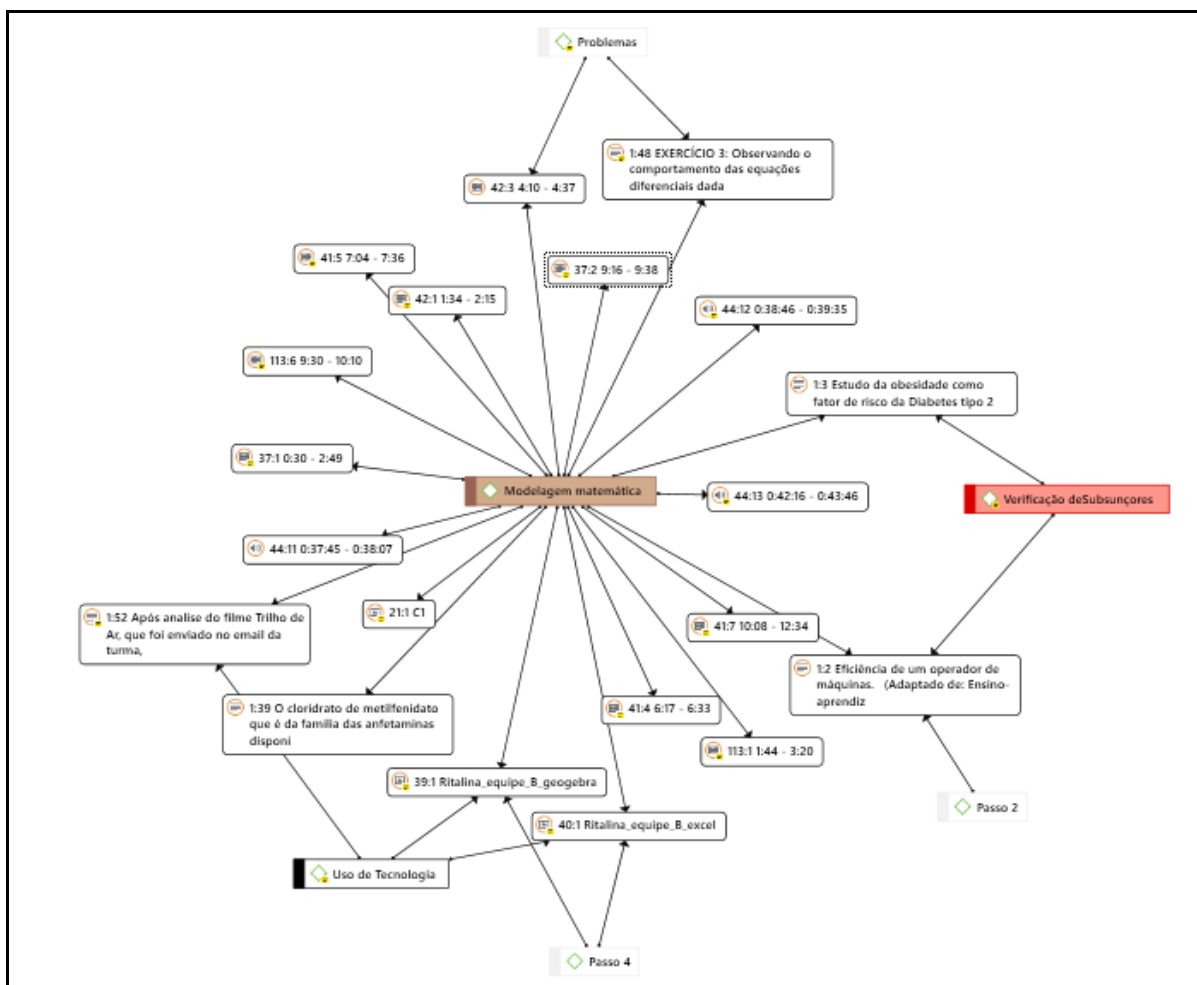 Problemas
1:48 EXERCÍCIO 3: Observando o
comportamento das equações
diferenciais dada
42:3 4:10 - 4:37
41:5 7:04 - 7:36
37:2 9:16 - 9:38
42:1 1:34 - 2:15
44:12 0:38:46 - 0:39:35
113:6 9:30 - 10:10
1:3 Estudo da obesidade como
fator de risco da Diabetes tipo 2
37:1 0:30 - 2:49
Modelagem matemática
44:13 0:42:16 - 0:43:46
Verificação deSubsunçores
44:11 0:37:45 - 0:38:07
21:1 C1
1:52 Após analise do filme Trilho de
Ar, que foi enviado no email da
turma,
41:7 10:08 - 12:34
1:2 Eficiência de um operador de
máquinas. (Adaptado de: Ensino-
aprendiz
1:39 O cloridrato de metilfenidato
que é da familia das anfetaminas
disponi
41:4 6:17 - 6:33
113:1 1:44 - 3:20
39:1 Ritalina_equipe_B_geogebra
Passo 2
40:1 Ritalina_equipe_B_excel
Uso de Tecnologia
Passo 4